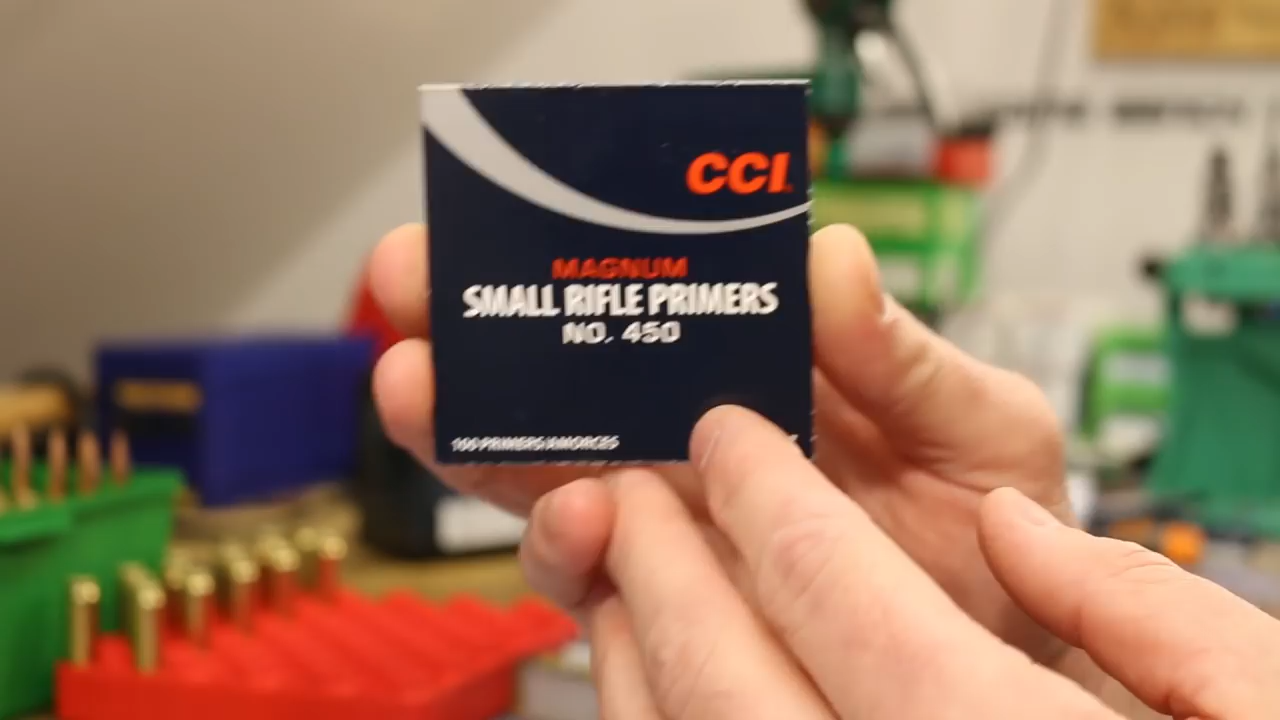 CCI
MAGNUM
SMALL RIFLE PRIMERS
NO. 450
100 PRIMERS/AMORCES